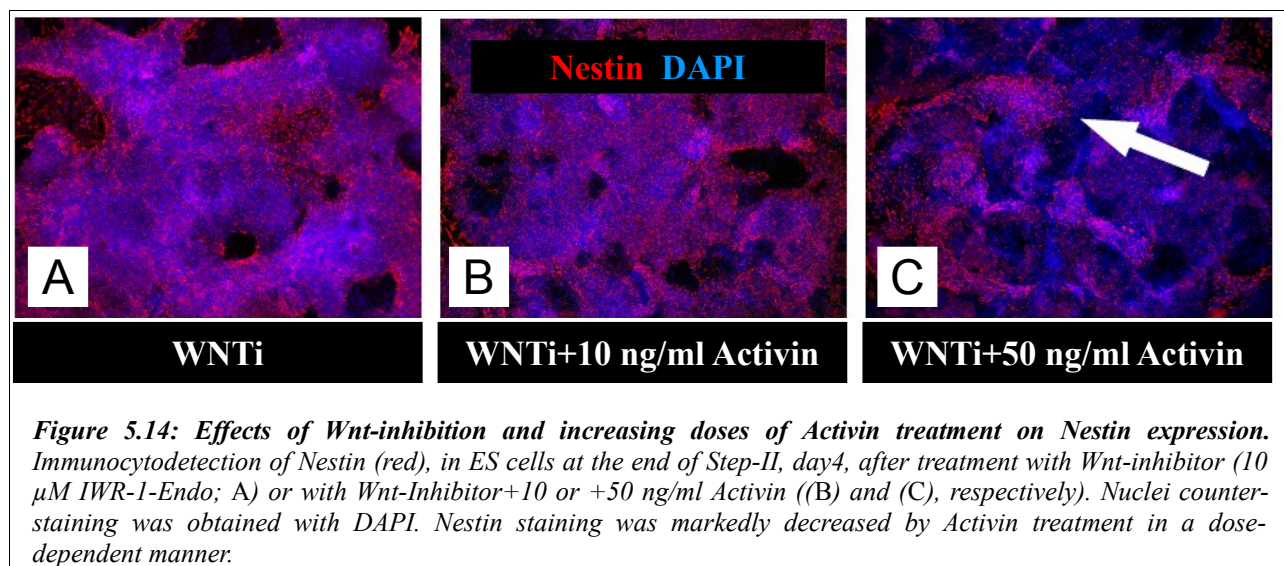 Nestin DAPI
A
B
C
WNTi
WNTi+10 ng/ml Activin
WNTi+50 ng/ml Activin
Figure 5.14: Effects of Wnt-inhibition and increasing doses of Activin treatment on Nestin expression.
Immunocytodetection of Nestin (red), in ES cells at the end of Step-II, day4, after treatment with Wnt-inhibitor (10
µM IWR-1-Endo; A) or with Wnt-Inhibitor+10 or +50 ng/ml Activin ((B) and (C), respectively). Nuclei counter-
staining was obtained with DAPI. Nestin staining was markedly decreased by Activin treatment in a dose-
dependent manner.